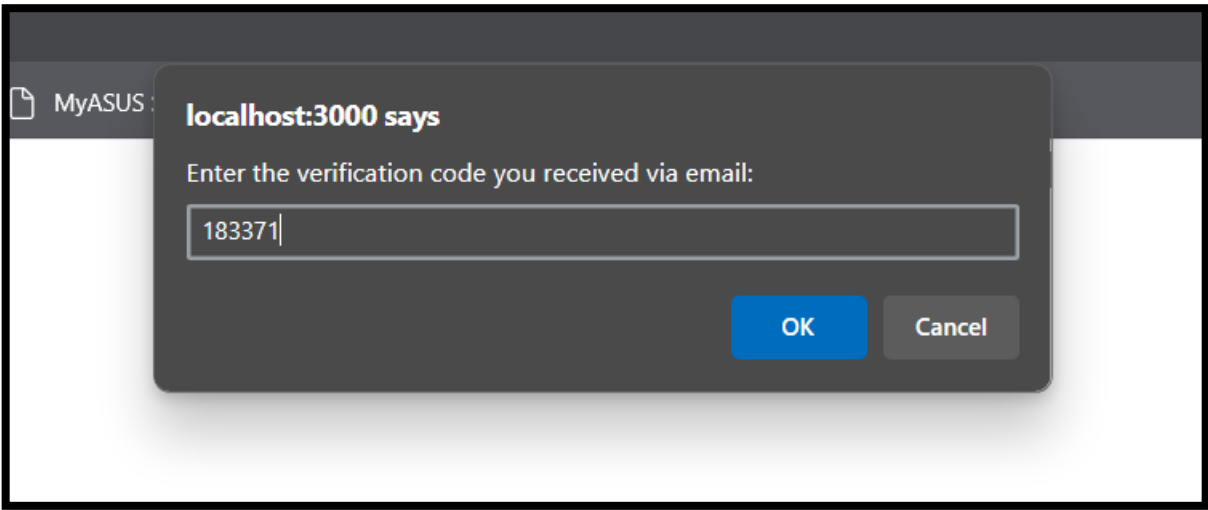 MyASUS :
localhost:3000 says
Enter the verification code you received via email:
183371
OK
Cancel